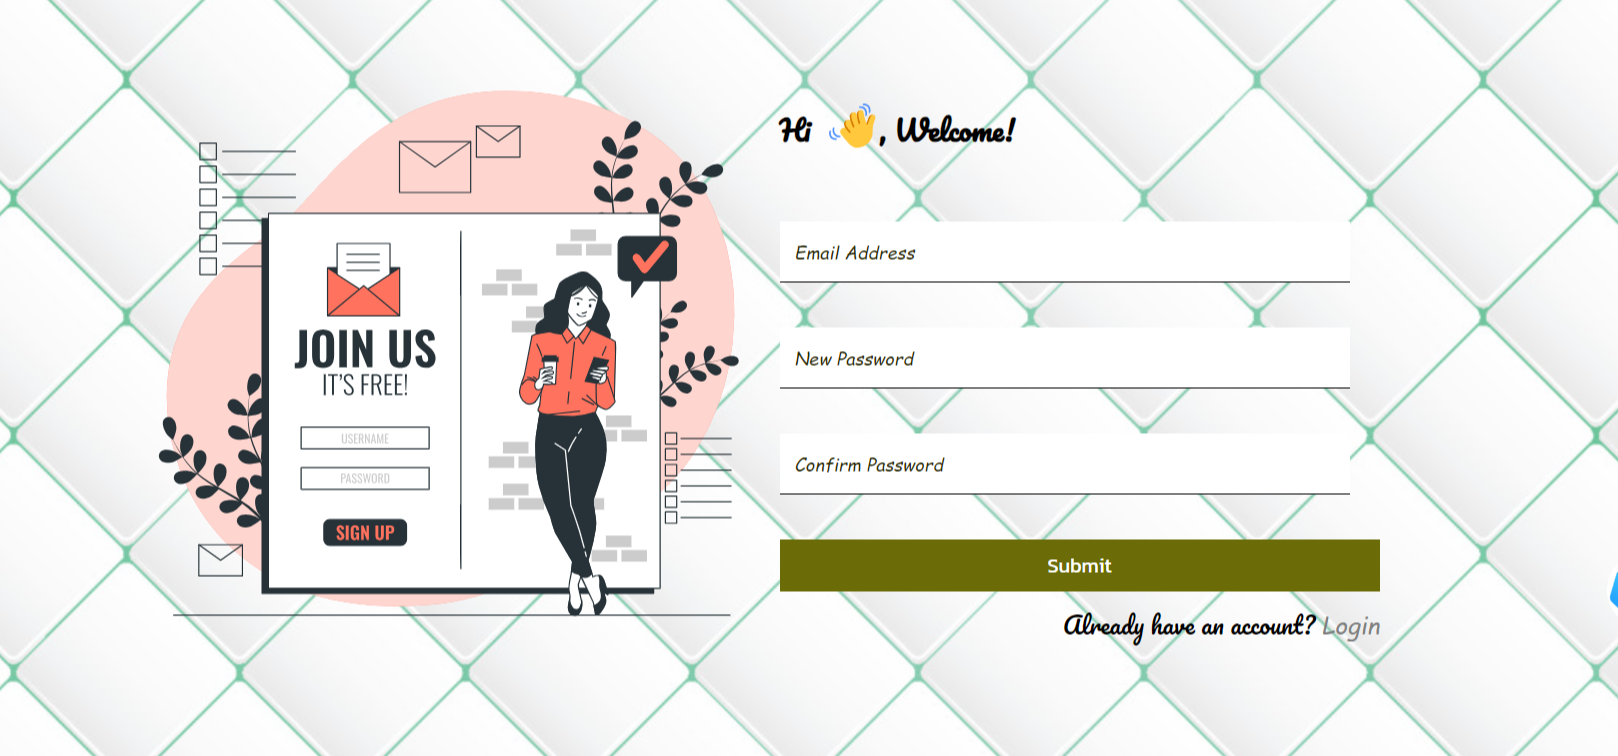 JOIN US
IT'S FREE!
USERNAME
PASSWORD
SIGN UP
Hi 👋, Welcome!
Email Address
New Password
Confirm Password
Submit
Already have an account? Login